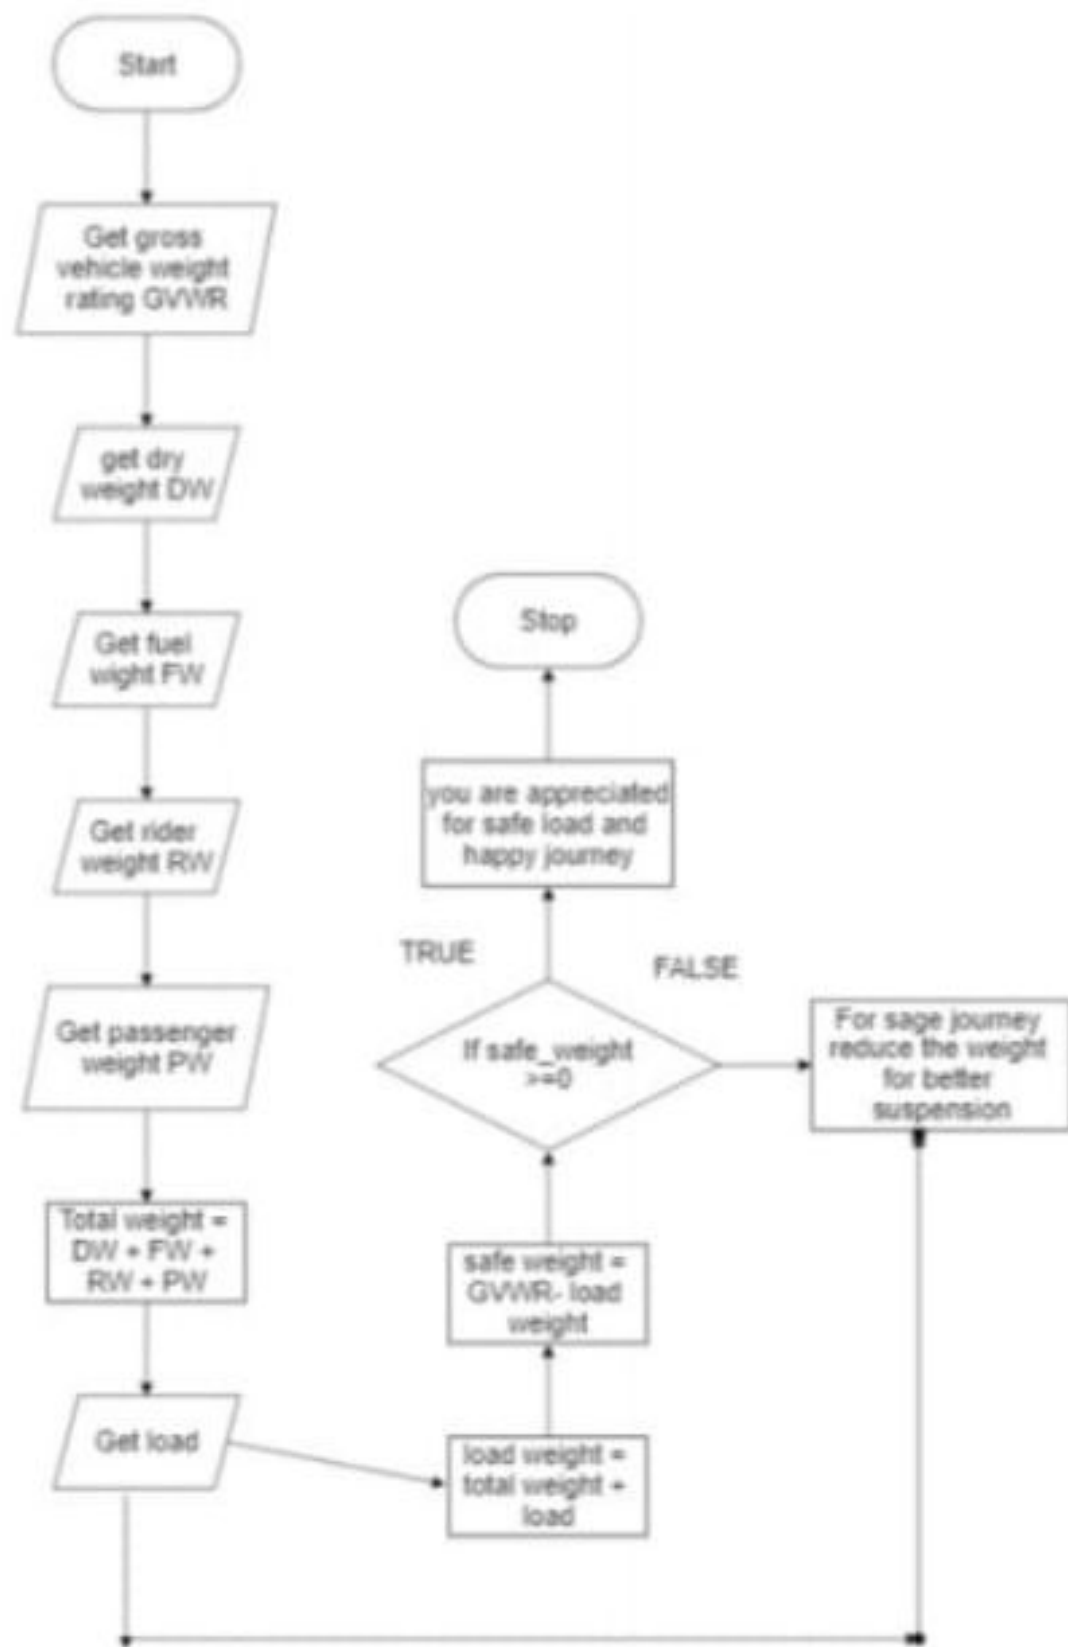 Start
Get gross
vehicle weight
rating GVWR
get dry
weight DW
Get fuel
wight FW
Get rider
weight RW
Get passenger
weight PW
Total weight =
DW + FW +
RW + PW
Get load
load weight =
total weight +
load
safe weight =
GVWR- load
weight
If safe_weight
>=0
TRUE
FALSE
you are appreciated
for safe load and
happy journey
Stop
For sage journey
reduce the weight
for better
suspension